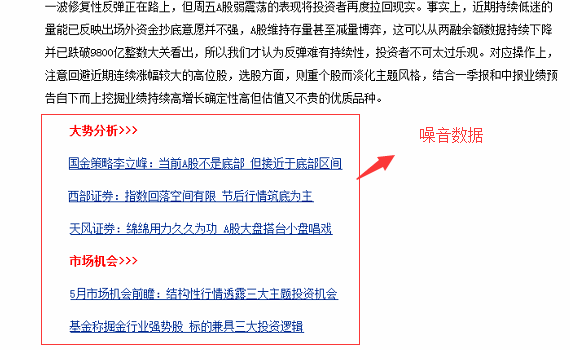 一波修复性反弹正在路上，但周五A股弱震荡的表现将投资者再度拉回现实。事实上，近期持续低迷的
量能已反映出场外资金抄底意愿并不强，A股维持存量甚至减量博弈，这可以从两融余额数据持续下降
并已跌破9800亿整数大关看出，所以我们才认为反弹难有持续性，投资者不可太过乐观。对应操作上，
注意回避近期连续涨幅较大的高位股，选股方面，则重个股而淡化主题风格，结合一季报和中报业绩预
告自下而上挖掘业绩持续高增长确定性高但估值又不贵的优质品种。
大势分析>>>
噪音数据
国金策略李立峰：当前A股不是底部 但接近于底部区间
西部证券：指数回落空间有限 节后行情筑底为主
天风证券：绵绵用力久久为功 A股大盘搭台小盘唱戏
市场机会>>>
5月市场机会前瞻：结构性行情透露三大主题投资机会
基金称掘金行业强势股 标的兼具三大投资逻辑